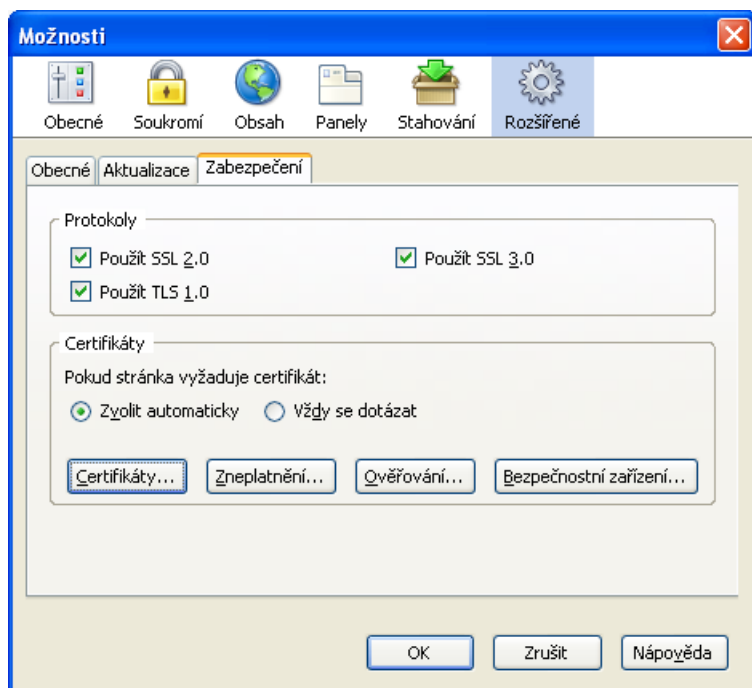 Možnosti
Obecné Soukromí Obsah Panely Stahování Rozšířené
Obecné Aktualizace Zabezpečení
Protokoly
Použít SSL 2.0 Použít SSL 3.0
Použít TLS 1.0
Certifikáty
Pokud stránka vyžaduje certifikát:
Zvolit automaticky Vždy se dotázat
Certifikáty... Zneplatnění... Ověřování... Bezpečnostní zařízení...
OK Zrušit Nápověda